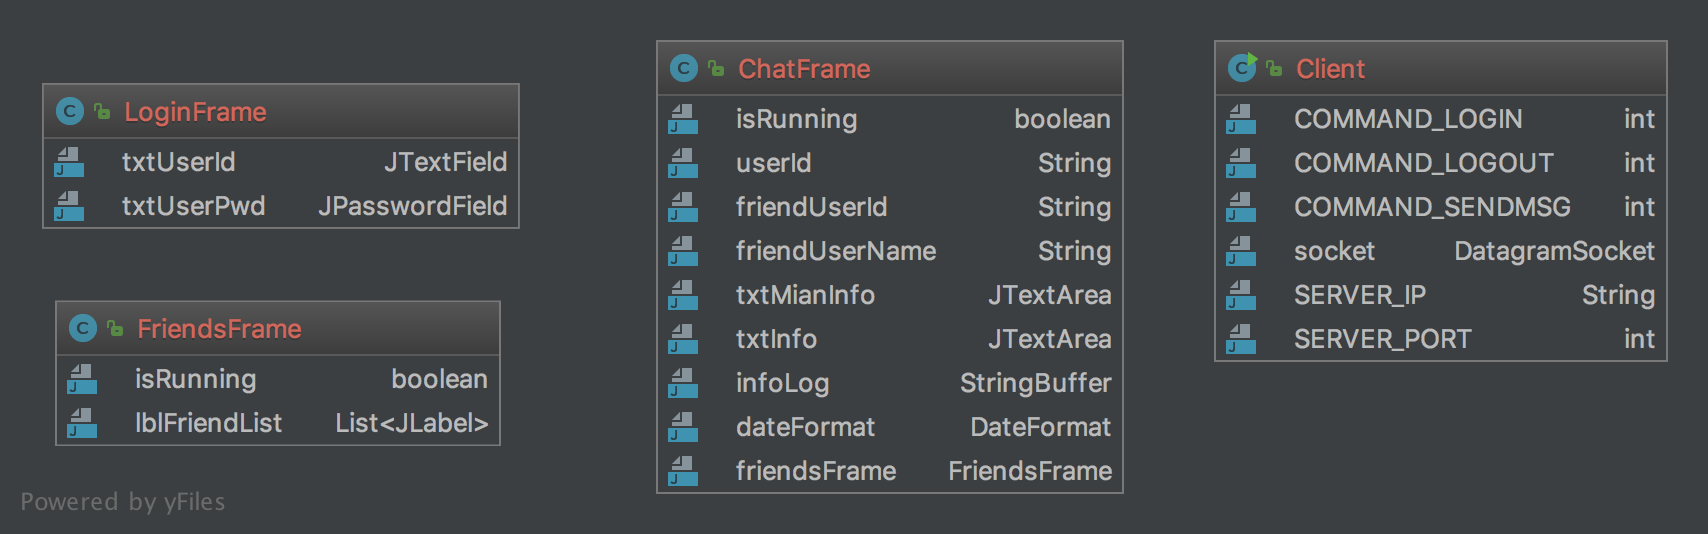 LoginFrame
txtUserId JTextField
txtUserPwd JPasswordField
FriendsFrame
isRunning boolean
lblFriendList List<JLabel>
ChatFrame
isRunning boolean
userId String
friendUserId String
friendUserName String
txtMianInfo JTextArea
txtInfo JTextArea
infoLog StringBuffer
dateFormat DateFormat
friendsFrame FriendsFrame
Client
COMMAND_LOGIN int
COMMAND_LOGOUT int
COMMAND_SENDMSG int
socket DatagramSocket
SERVER_IP String
SERVER_PORT int
Powered by yFiles